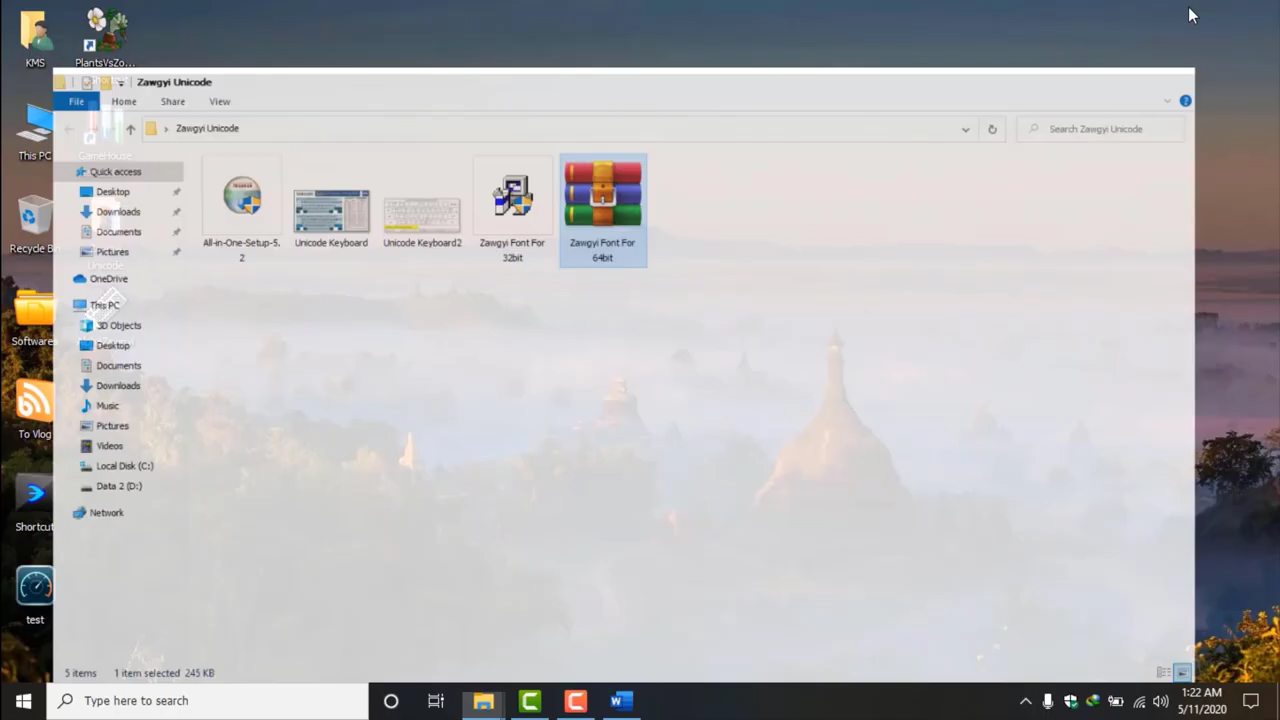 KMS
PlantsVsZo...
Zawgyi Unicode
File
Home
Share
View
Zawgyi Unicode
Search Zawgyi Unicode
This PC
GameHouse
Quick access
Desktop
Downloads
Documents
Pictures
OneDrive
This PC
3D Objects
Desktop
Documents
Downloads
Music
Pictures
Videos
Local Disk (C:)
Data 2 (D:)
Network
All-in-One-Setup-5.
2
Unicode Keyboard
Unicode Keyboard2
Zawgyi Font For
32bit
Zawgyi Font For
64bit
Recycle Bin
Unicode
Softwares
To Vlog
Shortcut
test
5 items
1 item selected 245 KB
Type here to search
1:22 AM
5/11/2020